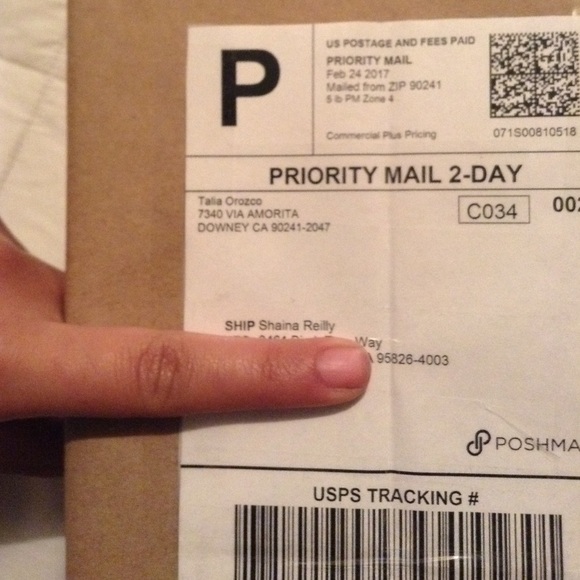 P
US POSTAGE AND FEES PAID
PRIORITY MAIL
Feb 24 2017
Mailed from ZIP 90241
5 lb PM Zone 4
Commercial Plus Pricing
071S00810518
PRIORITY MAIL 2-DAY
Talia Orozco
7340 VIA AMORITA
DOWNEY CA 90241-2047
C034
002
SHIP Shaina Reilly
Way
95826-4003
POSHMA
USPS TRACKING #